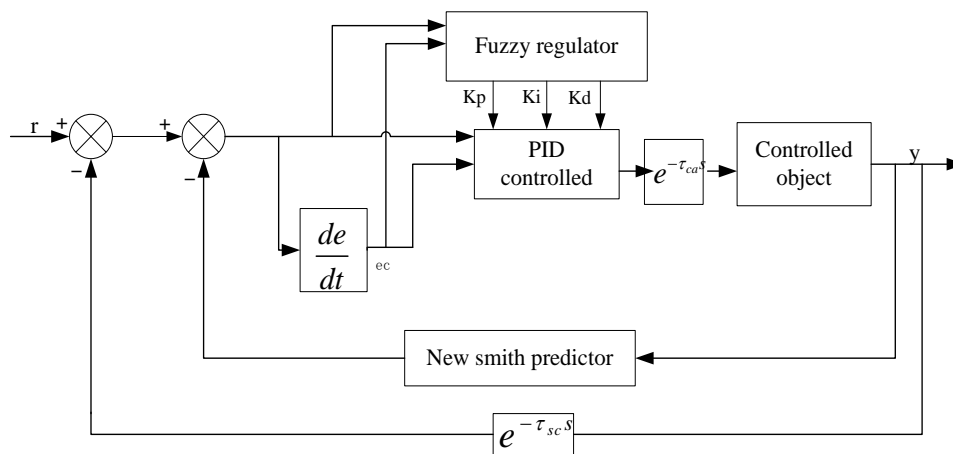 Fuzzy regulator
Kp Ki Kd
r + − + −
PID
controlled
e^{-τ_{ca}s}
Controlled
object
y
de
dt
ec
New smith predictor
e^{-τ_{sc}s}